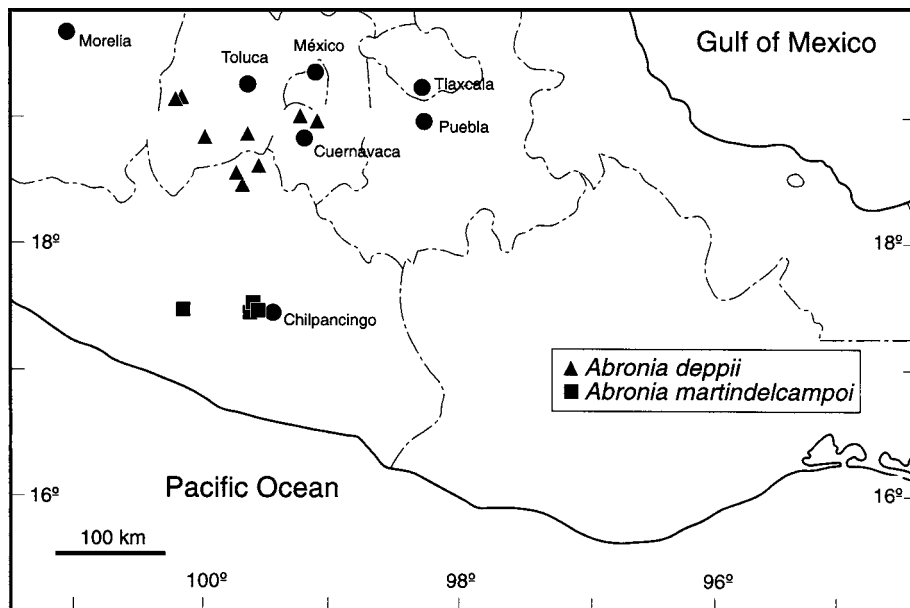 Morelia
Toluca
México
Gulf of Mexico
Tlaxcala
Puebla
Cuernavaca
18º
18º
Chilpancingo
Abronia deppii
Abronia martindelcampoi
Pacific Ocean
16º
16º
100 km
100º
98º
96º